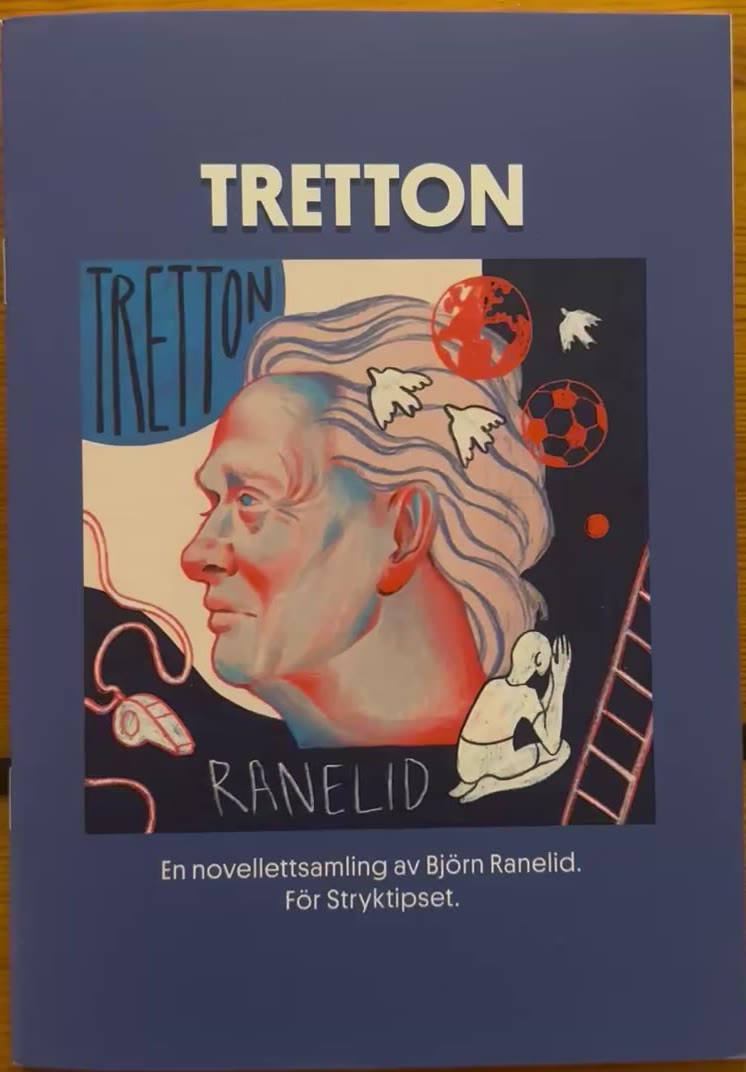 TRETTON
TRETTON
RANELID
En novellettsamling av Björn Ranelid.
För Stryktipset.